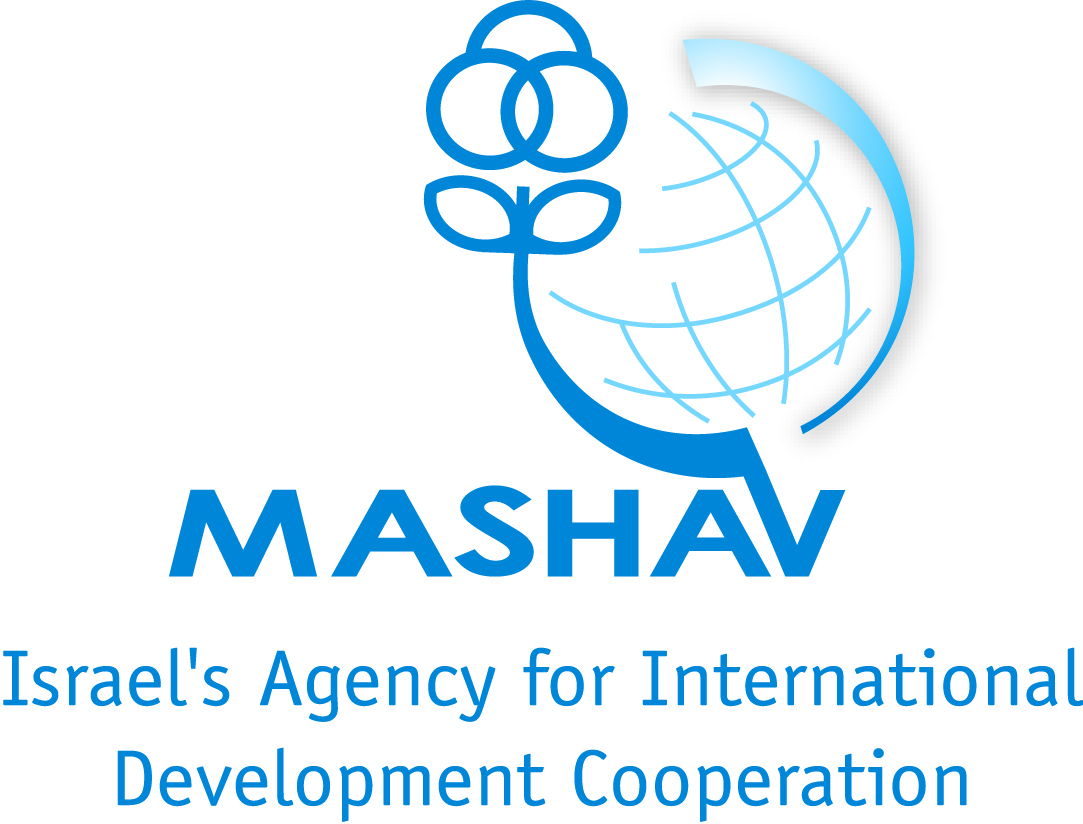 MASHAV
Israel's Agency for International
Development Cooperation